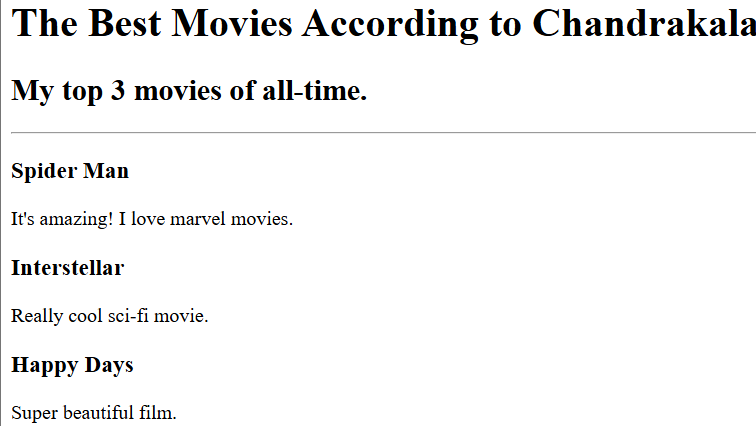 The Best Movies According to Chandrakala
My top 3 movies of all-time.
Spider Man
It's amazing! I love marvel movies.
Interstellar
Really cool sci-fi movie.
Happy Days
Super beautiful film.